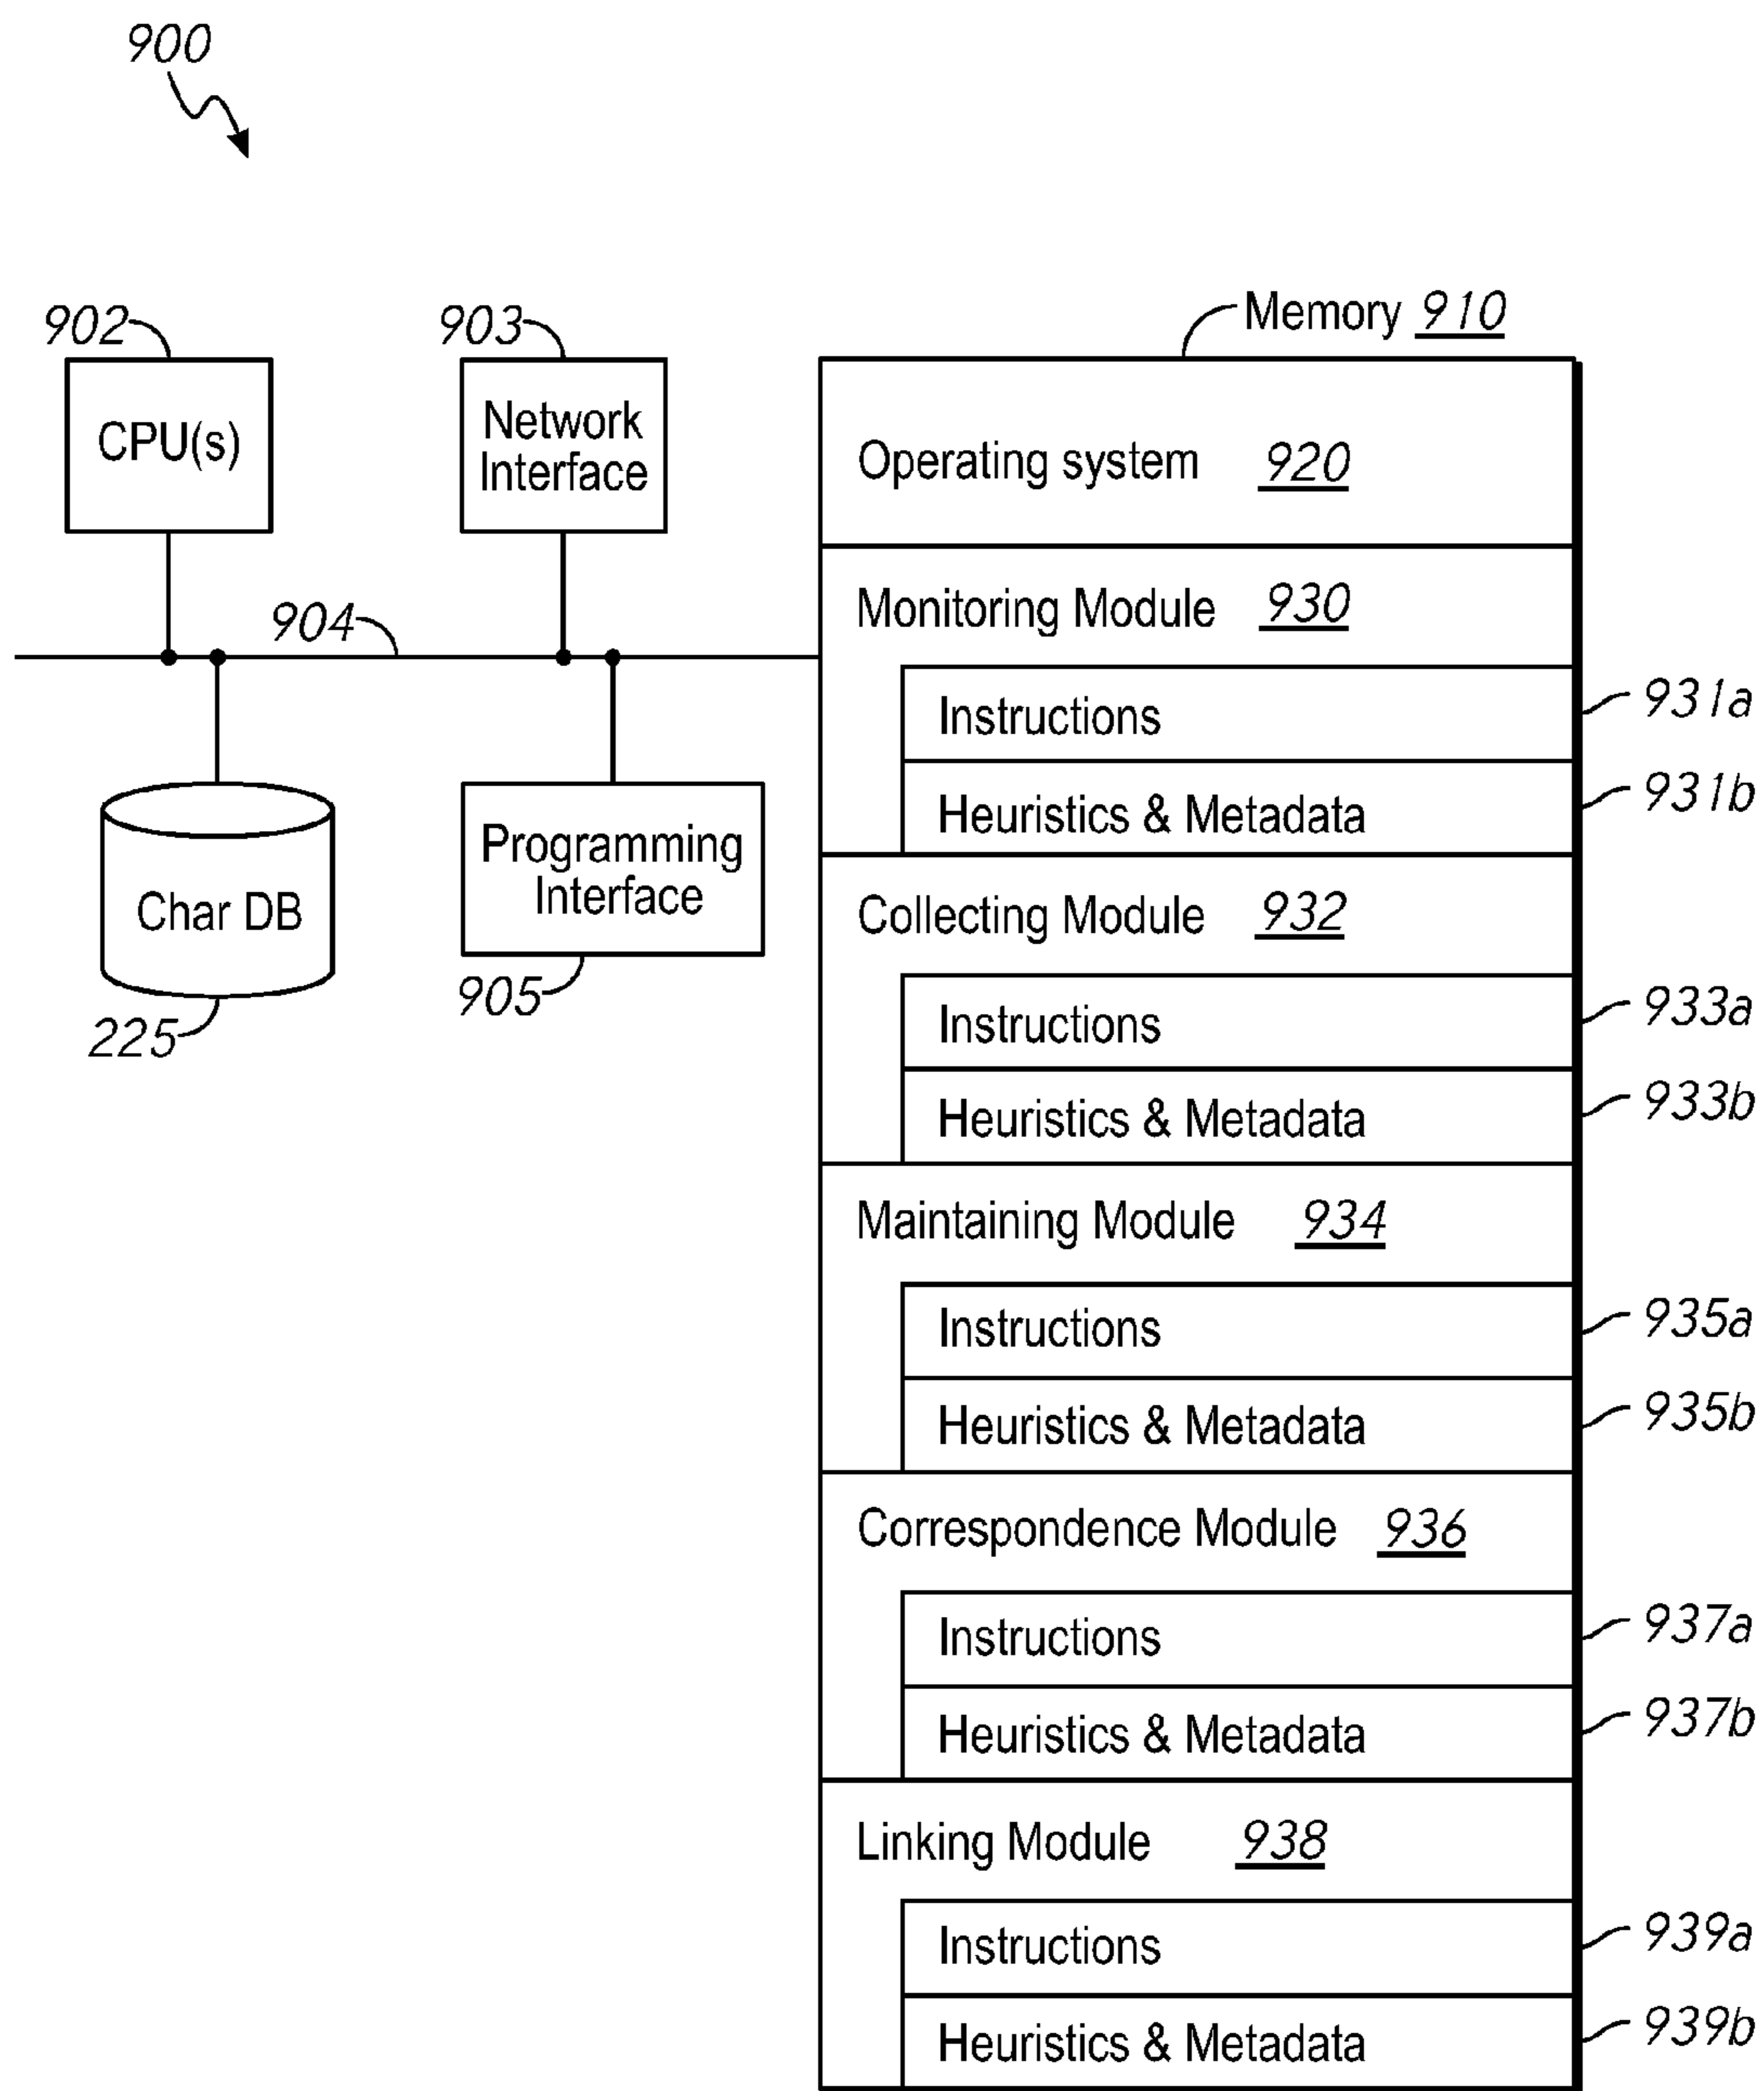 900
902
903
Memory 910
CPU(s)
Network
Interface
Operating system 920
904
Monitoring Module 930
Instructions
931a
Heuristics & Metadata
931b
Char DB
Programming
Interface
225
905
Collecting Module 932
Instructions
933a
Heuristics & Metadata
933b
Maintaining Module 934
Instructions
935a
Heuristics & Metadata
935b
Correspondence Module 936
Instructions
937a
Heuristics & Metadata
937b
Linking Module 938
Instructions
939a
Heuristics & Metadata
939b